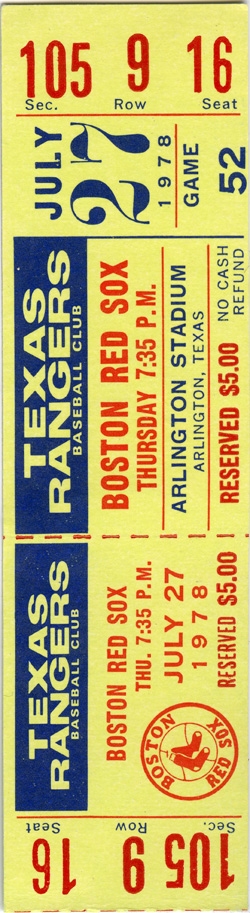 105 9 16
Sec. Row Seat
JULY
27
1978
GAME
52
TEXAS
RANGERS
BASEBALL CLUB
BOSTON RED SOX
THURSDAY 7:35 P.M.
ARLINGTON STADIUM
ARLINGTON, TEXAS
NO CASH
REFUND
RESERVED $5.00
TEXAS
RANGERS
BASEBALL CLUB
BOSTON RED SOX
THU. 7:35 P.M.
JULY 27
1978
BOSTON
RED SOX
RESERVED $5.00
Sec. Row Seat
105 9 16